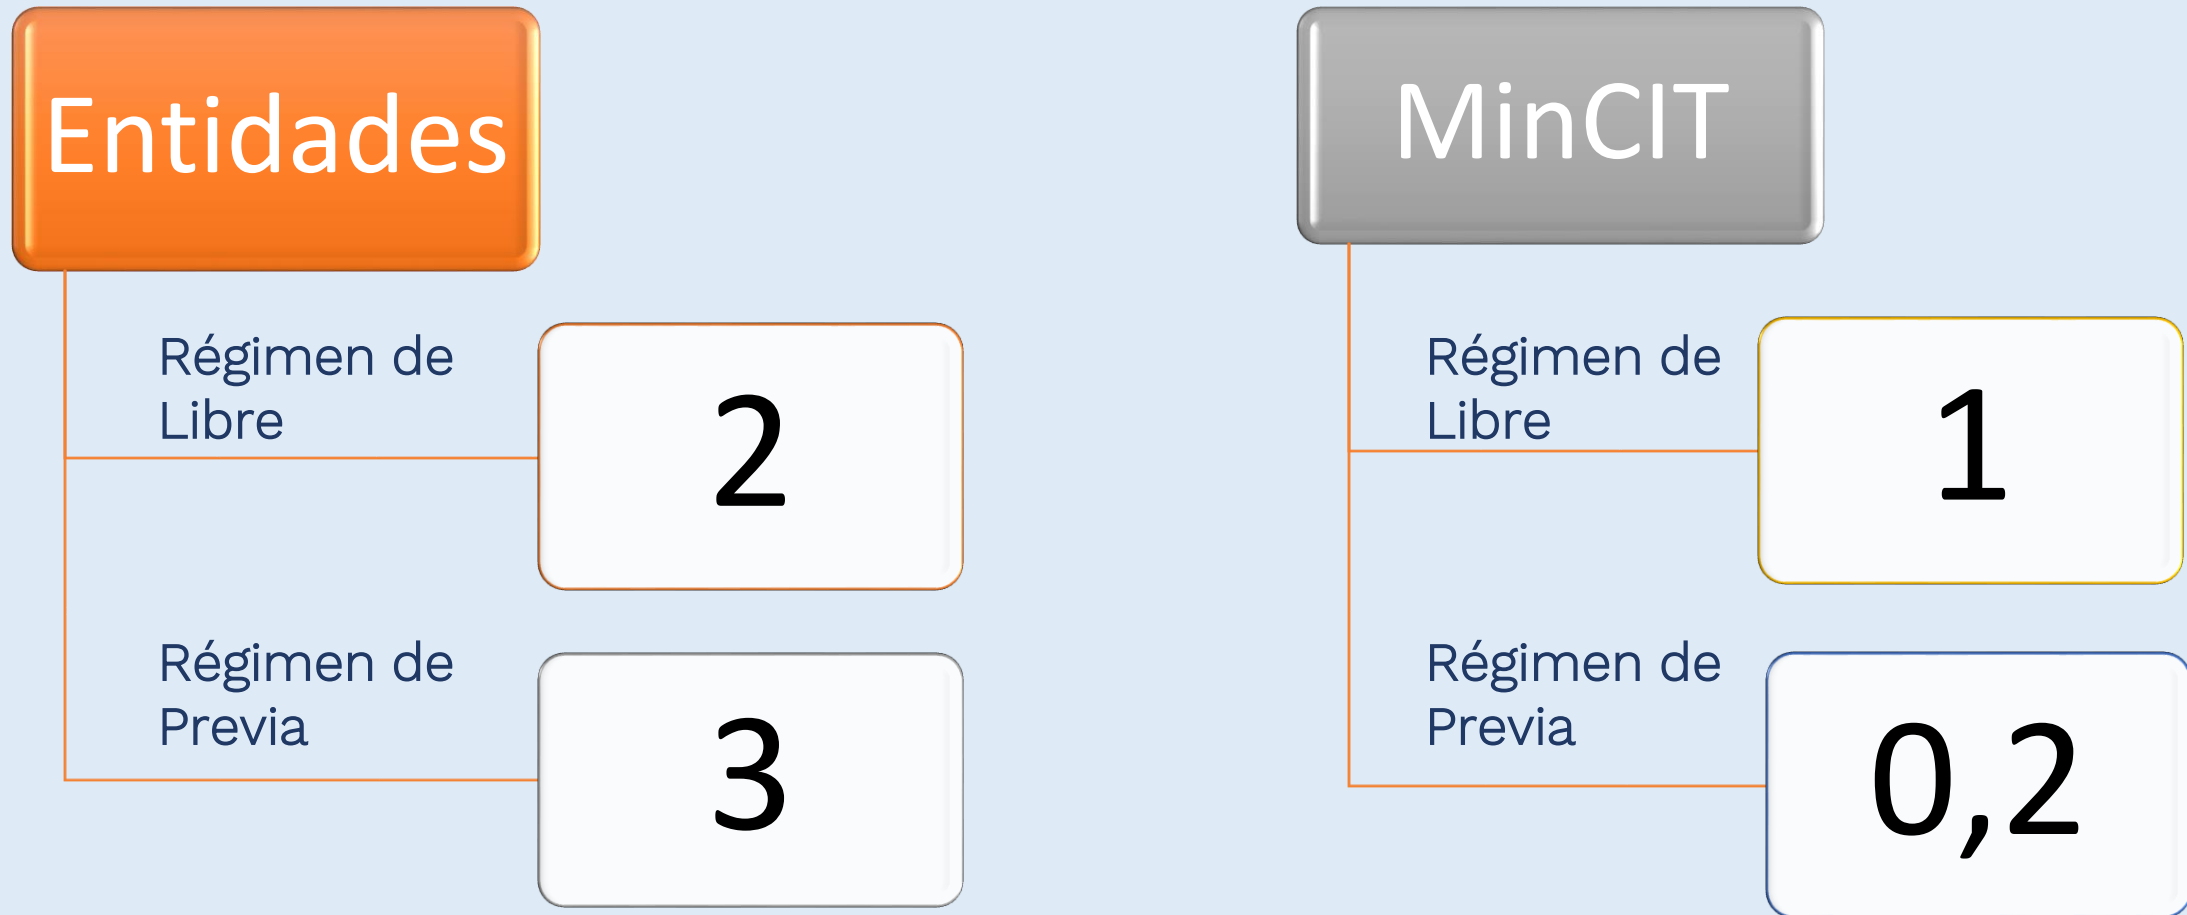 Entidades
Régimen de
Libre
2
Régimen de
Previa
3
MinCIT
Régimen de
Libre
1
Régimen de
Previa
0,2